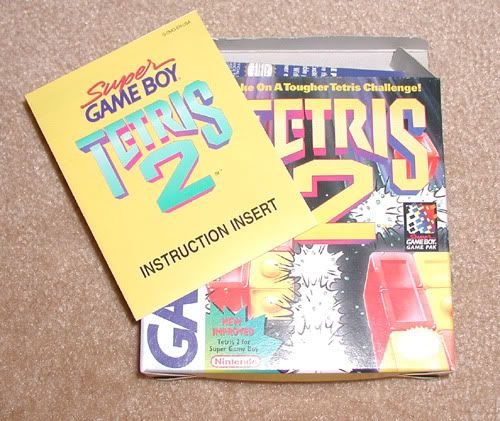 Super
GAME BOY
TETRIS
2
INSTRUCTION INSERT
ke On A Tougher Tetris Challenge!
ETRIS
2
Super
GAME BOY
GAME PAK
GA
NEW
IMPROVED
Tetris 2 for
Super Game Boy
Nintendo